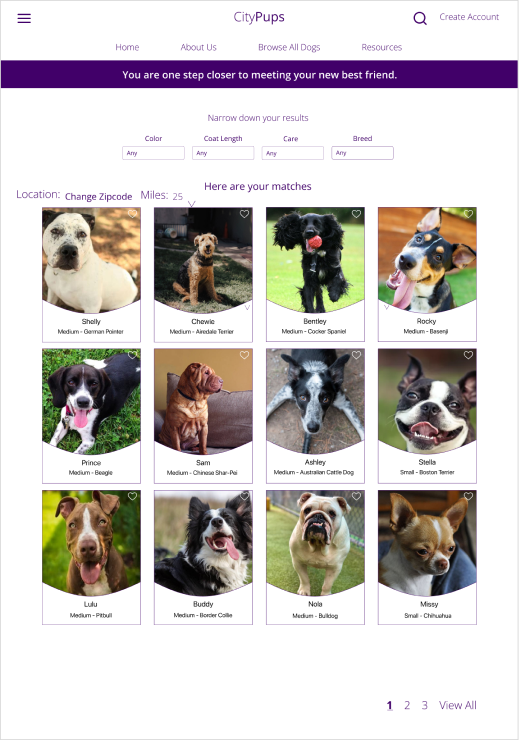 CityPups
Create Account
Home About Us Browse All Dogs Resources
You are one step closer to meeting your new best friend.
Narrow down your results
Color Coat Length Care Breed
Any Any Any Any
Here are your matches
Location: Change Zipcode Miles: 25
Shelly Chewie Bentley Rocky
Medium - German Pointer Medium - Airedale Terrier Medium - Cocker Spaniel Medium - Basenji
Prince Sam Ashley Stella
Medium - Beagle Medium - Chinese Shar-Pei Medium - Australian Cattle Dog Small - Boston Terrier
Lulu Buddy Nola Missy
Medium - Pitbull Medium - Border Collie Medium - Bulldog Small - Chihuahua
1 2 3 View All